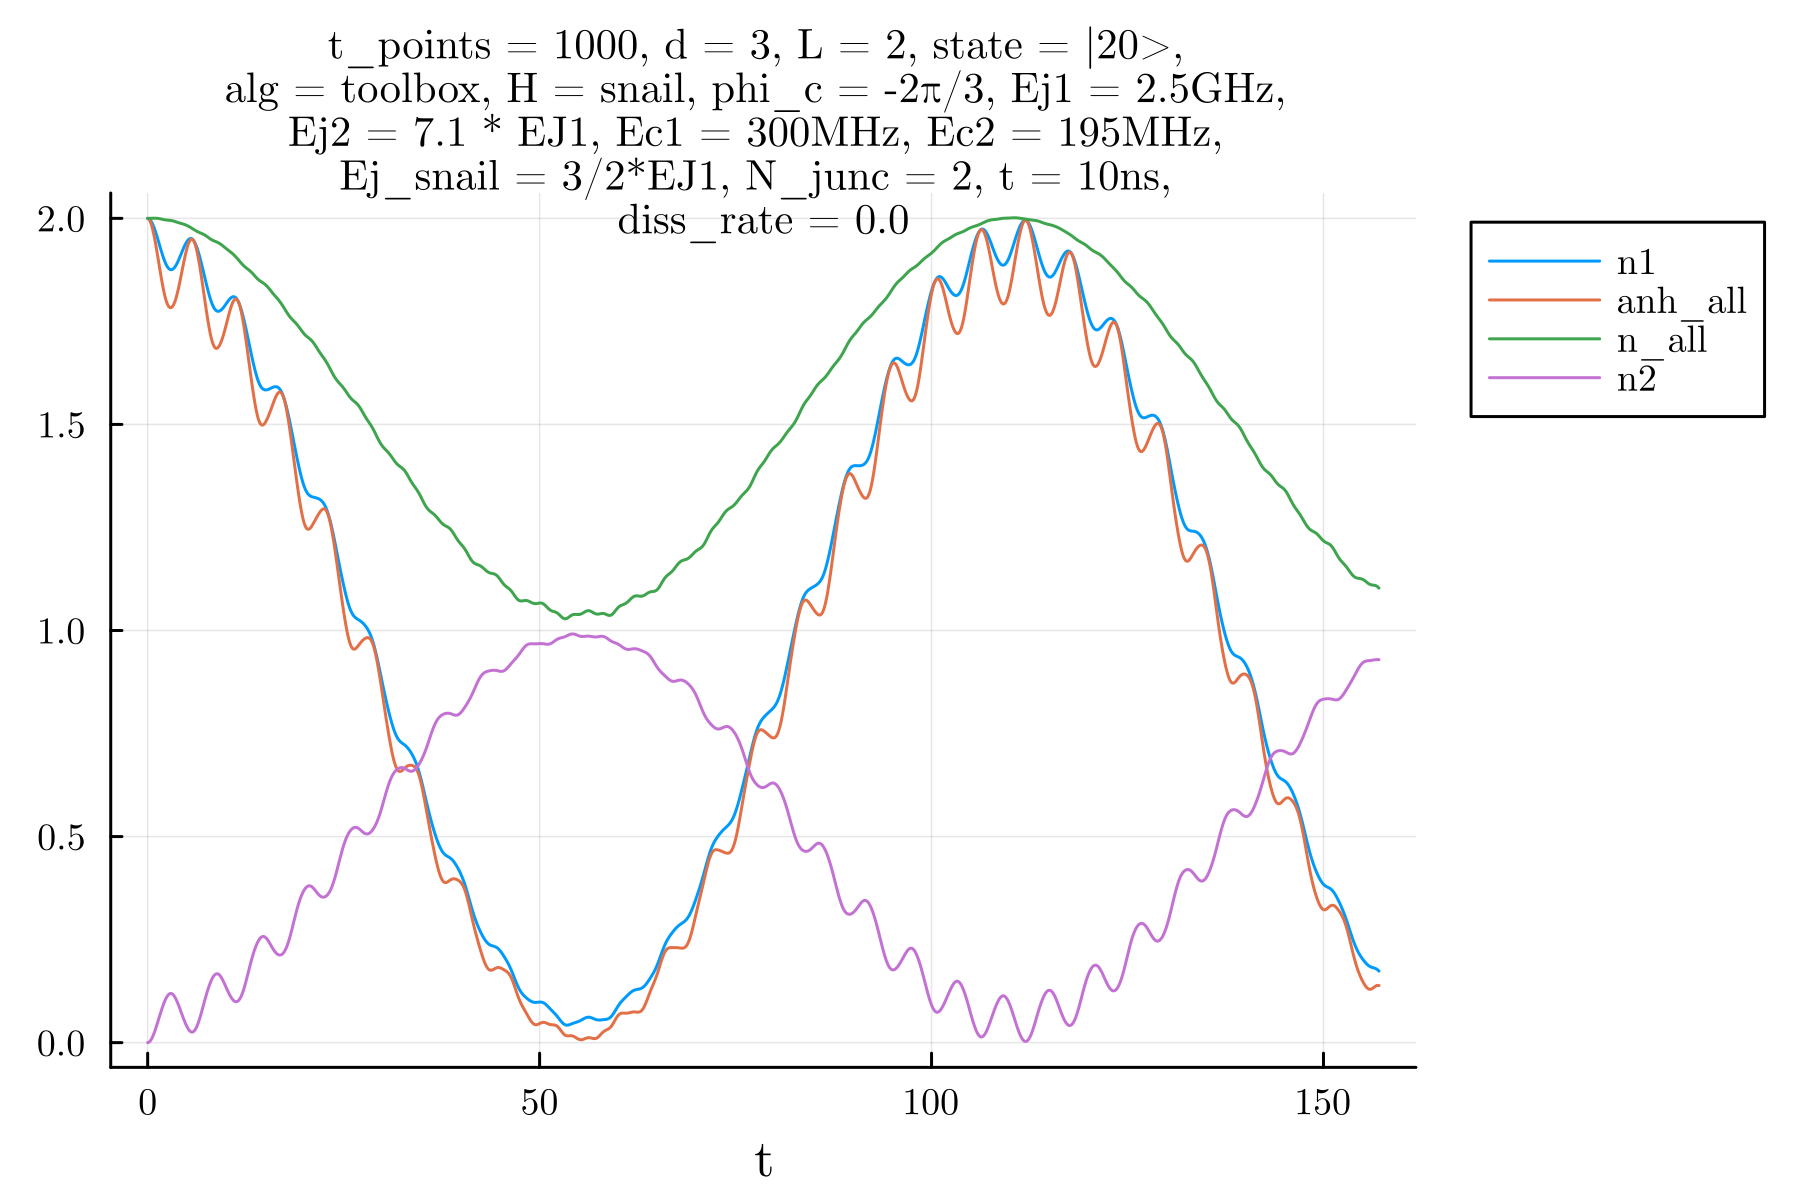 t_points = 1000, d = 3, L = 2, state = |20>,
alg = toolbox, H = snail, phi_c = -2π/3, Ej1 = 2.5GHz,
Ej2 = 7.1 * EJ1, Ec1 = 300MHz, Ec2 = 195MHz,
Ej_snail = 3/2*EJ1, N_junc = 2, t = 10ns,
diss_rate = 0.0
2.0
1.5
1.0
0.5
0.0
0
50
100
150
t
n1
anh_all
n_all
n2